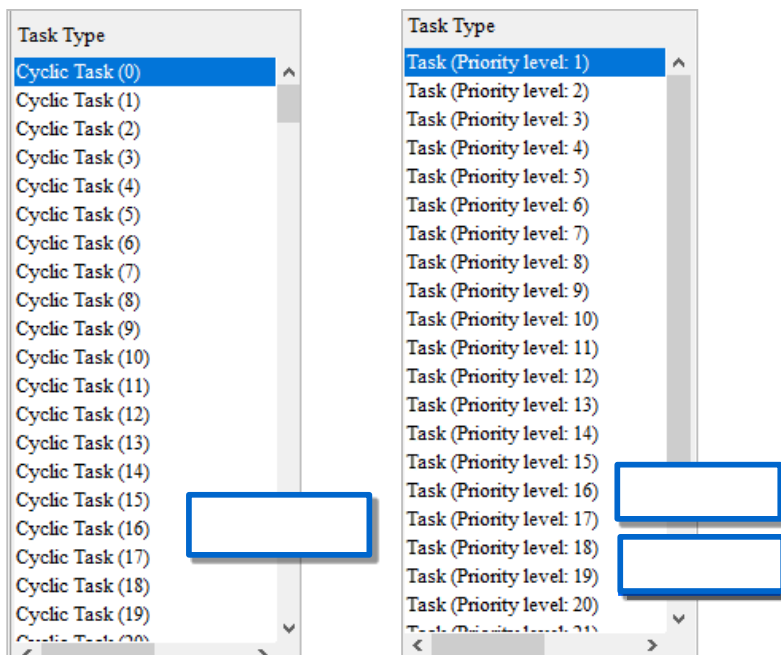 Task Type
Cyclic Task (0)
Cyclic Task (1)
Cyclic Task (2)
Cyclic Task (3)
Cyclic Task (4)
Cyclic Task (5)
Cyclic Task (6)
Cyclic Task (7)
Cyclic Task (8)
Cyclic Task (9)
Cyclic Task (10)
Cyclic Task (11)
Cyclic Task (12)
Cyclic Task (13)
Cyclic Task (14)
Cyclic Task (15)
Cyclic Task (16)
Cyclic Task (17)
Cyclic Task (18)
Cyclic Task (19)
Cyclic Task (20)
Task Type
Task (Priority level: 1)
Task (Priority level: 2)
Task (Priority level: 3)
Task (Priority level: 4)
Task (Priority level: 5)
Task (Priority level: 6)
Task (Priority level: 7)
Task (Priority level: 8)
Task (Priority level: 9)
Task (Priority level: 10)
Task (Priority level: 11)
Task (Priority level: 12)
Task (Priority level: 13)
Task (Priority level: 14)
Task (Priority level: 15)
Task (Priority level: 16)
Task (Priority level: 17)
Task (Priority level: 18)
Task (Priority level: 19)
Task (Priority level: 20)
Task (Priority level: 21)